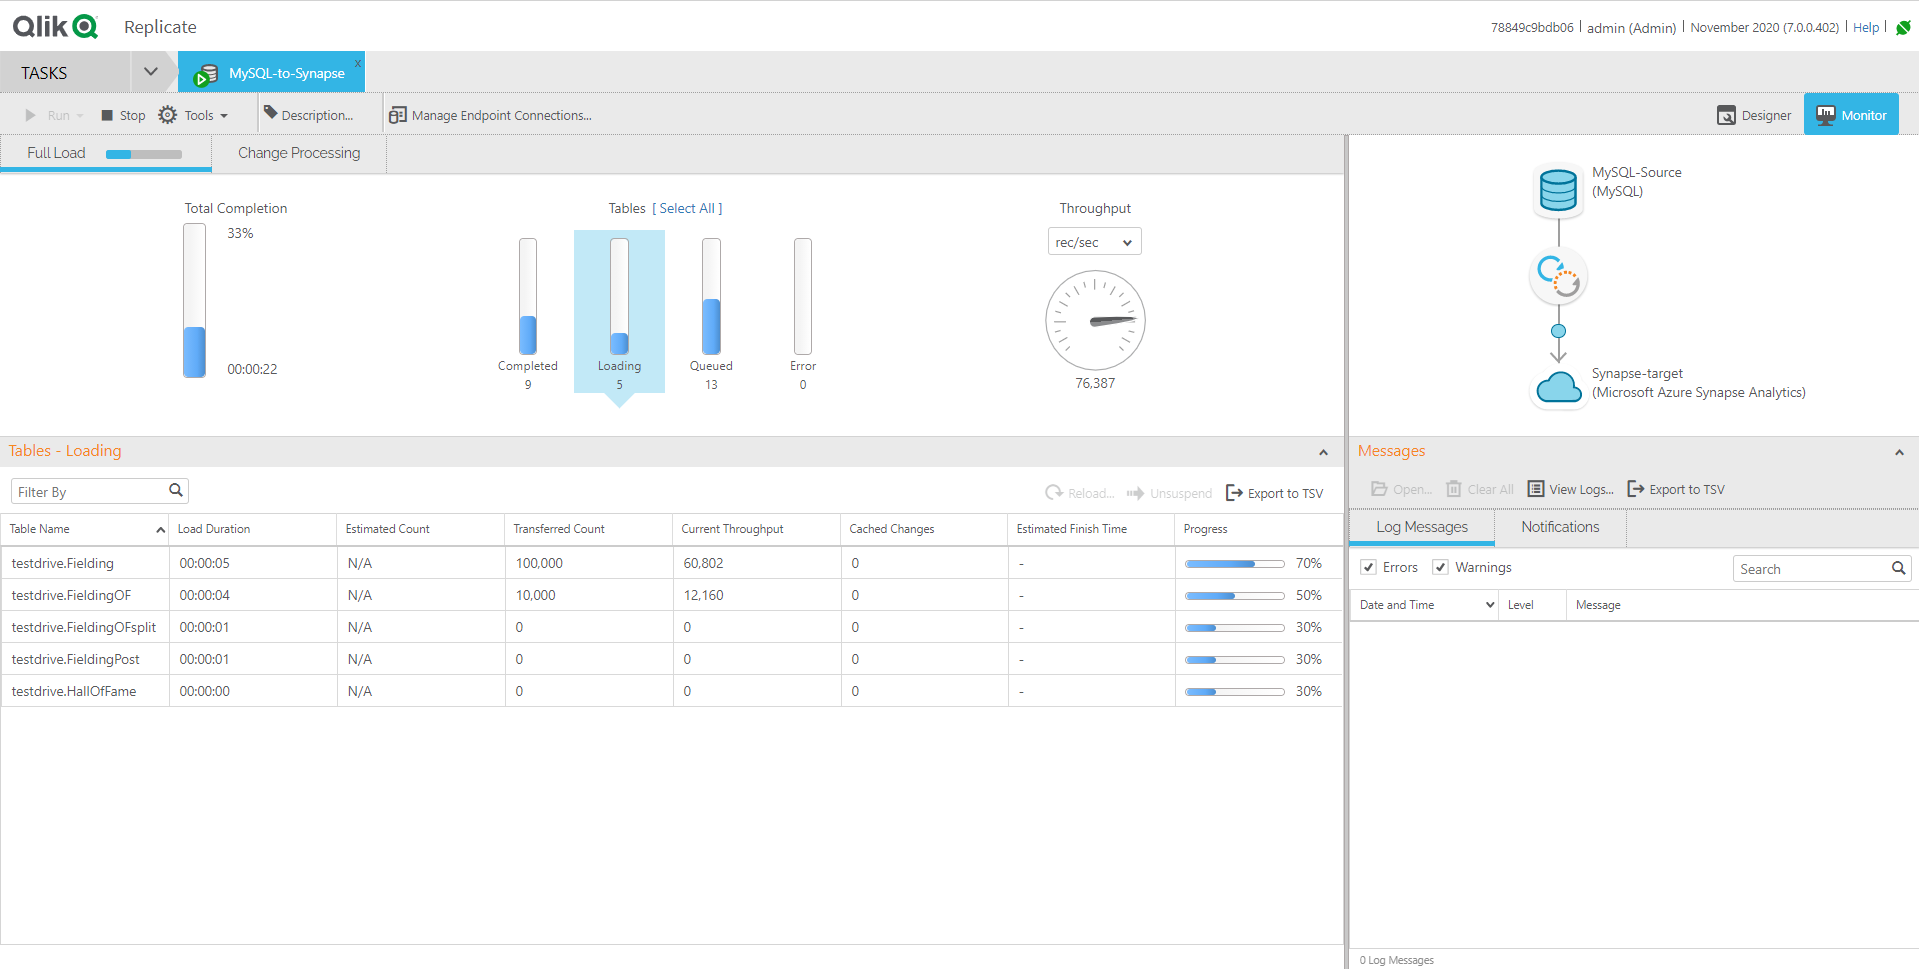 Qlik Replicate
78849c9bdb06 | admin (Admin) | November 2020 (7.0.0.402) | Help |
TASKS MySQL-to-Synapse x
Run Stop Tools Description... Manage Endpoint Connections... Designer Monitor
Full Load Change Processing
Total Completion
33%
00:00:22
Tables [ Select All ]
Completed Loading Queued Error
9 5 13 0
Throughput
rec/sec
76,387
MySQL-Source
(MySQL)
Synapse-target
(Microsoft Azure Synapse Analytics)
Tables - Loading
Filter By Reload... Unsuspend Export to TSV
Table Name Load Duration Estimated Count Transferred Count Current Throughput Cached Changes Estimated Finish Time Progress
testdrive.Fielding 00:00:05 N/A 100,000 60,802 0 - 70%
testdrive.FieldingOF 00:00:04 N/A 10,000 12,160 0 - 50%
testdrive.FieldingOFsplit 00:00:01 N/A 0 0 0 - 30%
testdrive.FieldingPost 00:00:01 N/A 0 0 0 - 30%
testdrive.HallOfFame 00:00:00 N/A 0 0 0 - 30%
Messages
Open... Clear All View Logs... Export to TSV
Log Messages Notifications
Errors Warnings Search
Date and Time Level Message
0 Log Messages